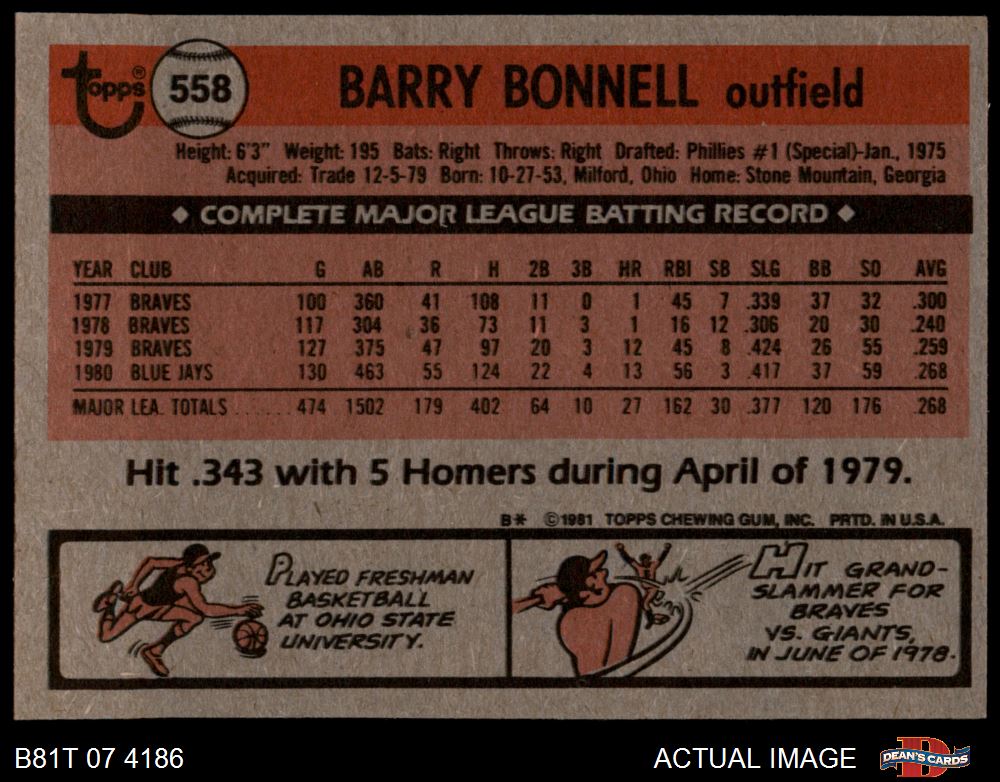 topps® 558 BARRY BONNELL outfield
Height: 6'3" Weight: 195 Bats: Right Throws: Right Drafted: Phillies #1 (Special)-Jan., 1975
Acquired: Trade 12-5-79 Born: 10-27-53, Milford, Ohio Home: Stone Mountain, Georgia
◆ COMPLETE MAJOR LEAGUE BATTING RECORD ◆
YEAR CLUB G AB R H 2B 3B HR RBI SB SLG BB SO AVG
1977 BRAVES 100 360 41 108 11 0 1 45 7 .339 37 32 .300
1978 BRAVES 117 304 36 73 11 3 1 16 12 .306 20 30 .240
1979 BRAVES 127 375 47 97 20 3 12 45 8 .424 26 55 .259
1980 BLUE JAYS 130 463 55 124 22 4 13 56 3 .417 37 59 .268
MAJOR LEA. TOTALS ...... 474 1502 179 402 64 10 27 162 30 .377 120 176 .268
Hit .343 with 5 Homers during April of 1979.
B* ©1981 TOPPS CHEWING GUM, INC. PRTD. IN U.S.A.
PLAYED FRESHMAN
BASKETBALL
AT OHIO STATE
UNIVERSITY.
HIT GRAND-
SLAMMER FOR
BRAVES
VS. GIANTS,
IN JUNE OF 1978.
B81T 07 4186
ACTUAL IMAGE
DEAN'S CARDS